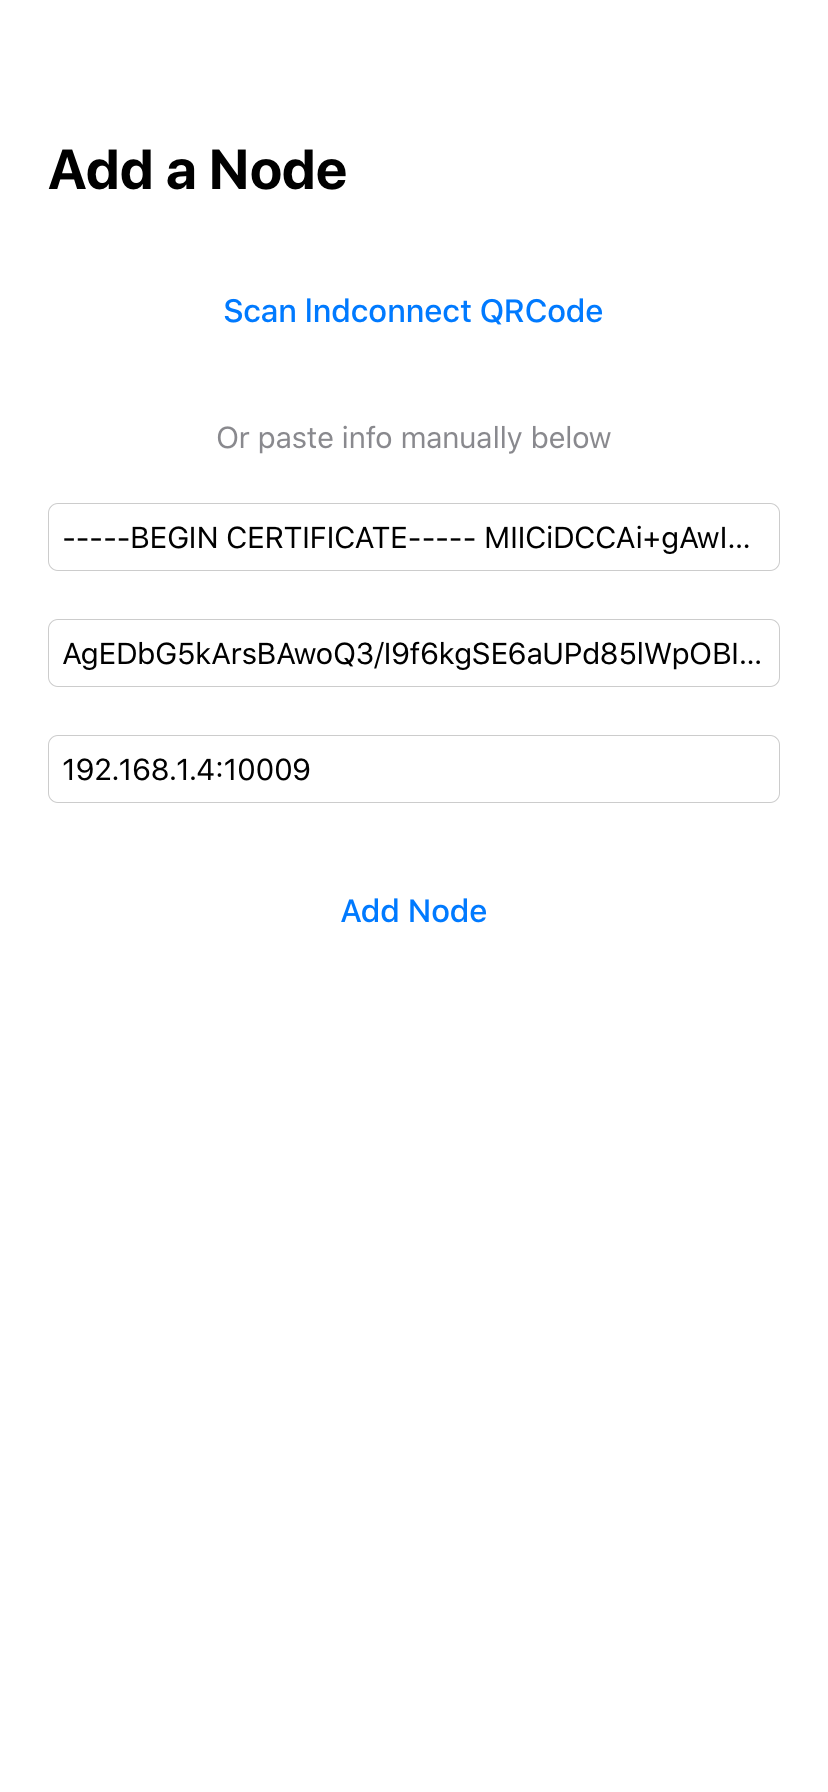 Add a Node
Scan lndconnect QRCode
Or paste info manually below
-----BEGIN CERTIFICATE----- MIICiDCCAi+gAwI...
AgEDbG5kArsBAwoQ3/I9f6kgSE6aUPd85lWpOBI...
192.168.1.4:10009
Add Node